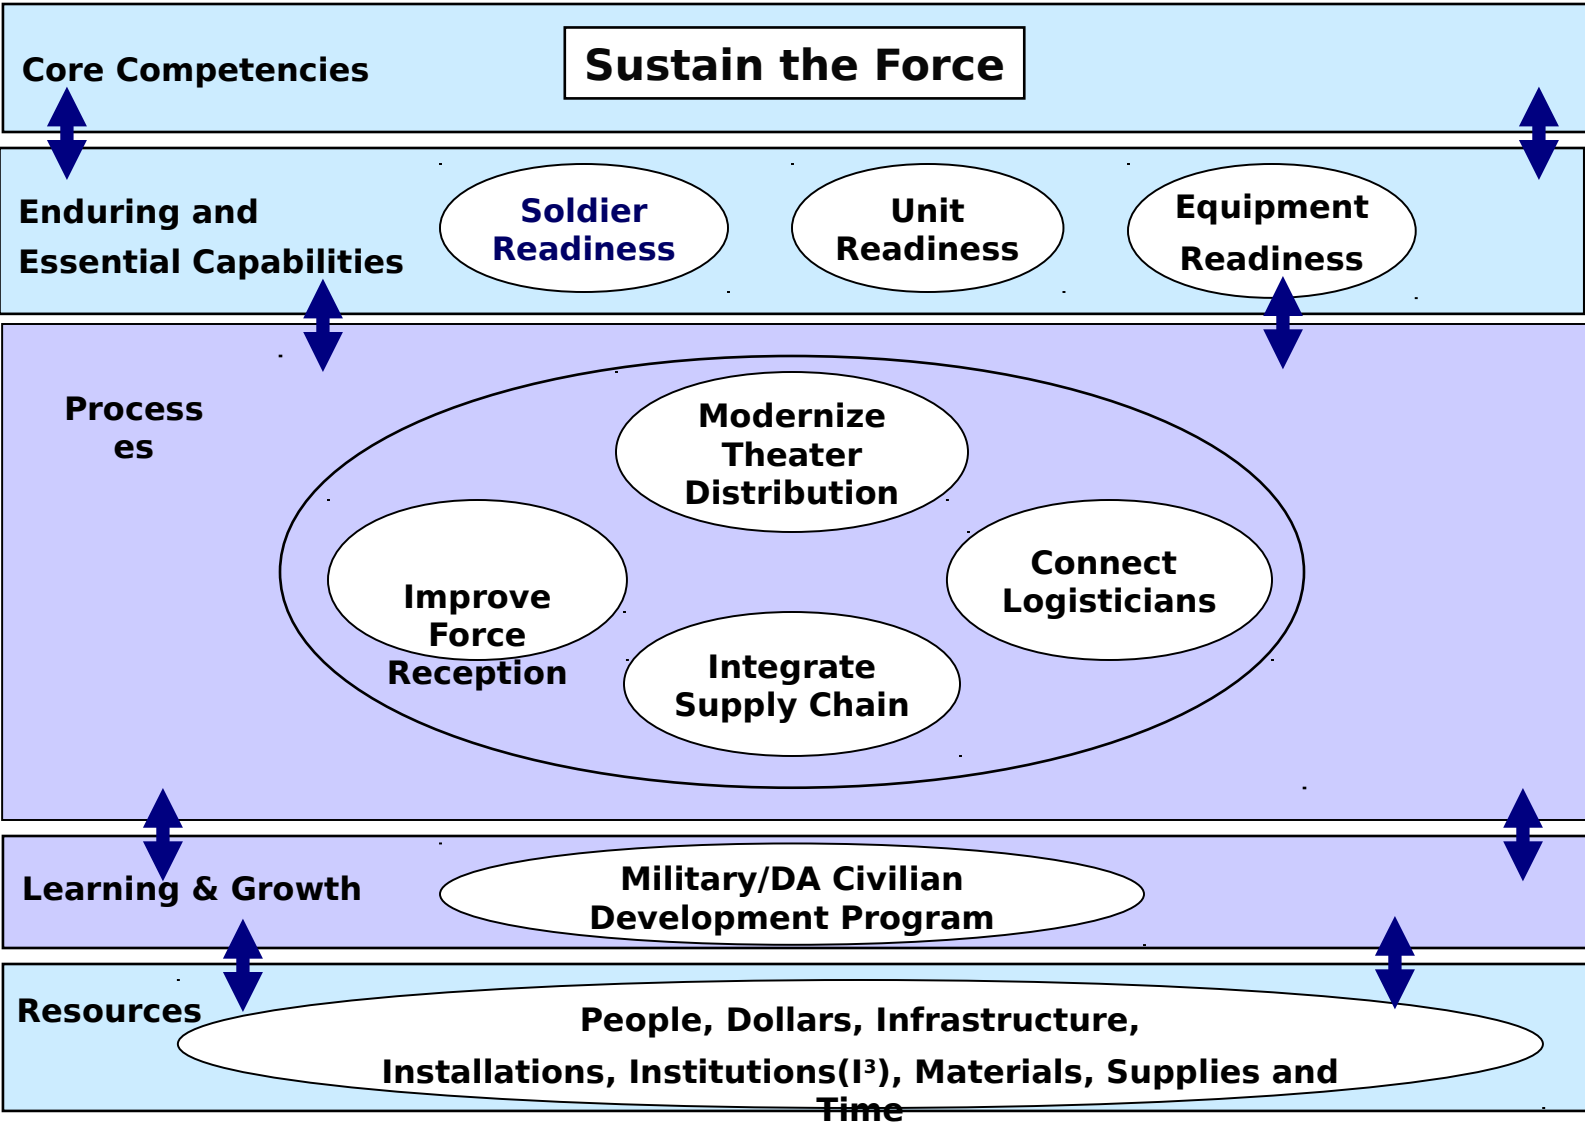 Core Competencies
Sustain the Force
Enduring and
Essential Capabilities
Soldier
Readiness
Unit
Readiness
Equipment
Readiness
Process
es
Modernize
Theater
Distribution
Improve
Force
Reception
Connect
Logisticians
Integrate
Supply Chain
Learning & Growth
Military/DA Civilian
Development Program
Resources
People, Dollars, Infrastructure,
Installations, Institutions(I³), Materials, Supplies and
Time